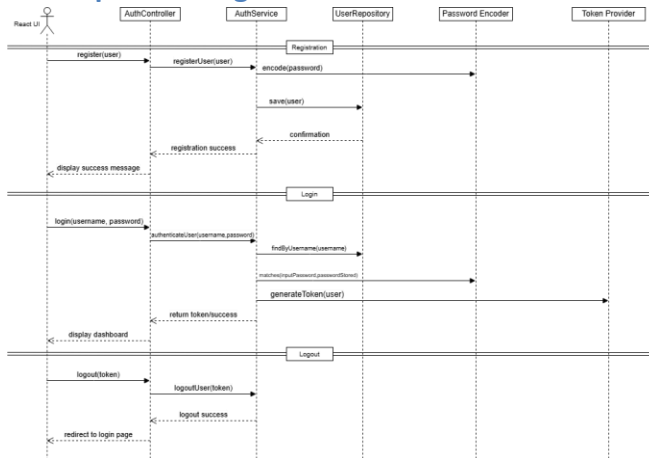 AuthController AuthService UserRepository Password Encoder Token Provider
React UI
Registration
register(user)
registerUser(user)
encode(password)
save(user)
confirmation
registration success
display success message
Login
login(username, password)
authenticateUser(username,password)
findByUsername(username)
matches(inputPassword,passwordStored)
generateToken(user)
return token/success
display dashboard
Logout
logout(token)
logoutUser(token)
logout success
redirect to login page